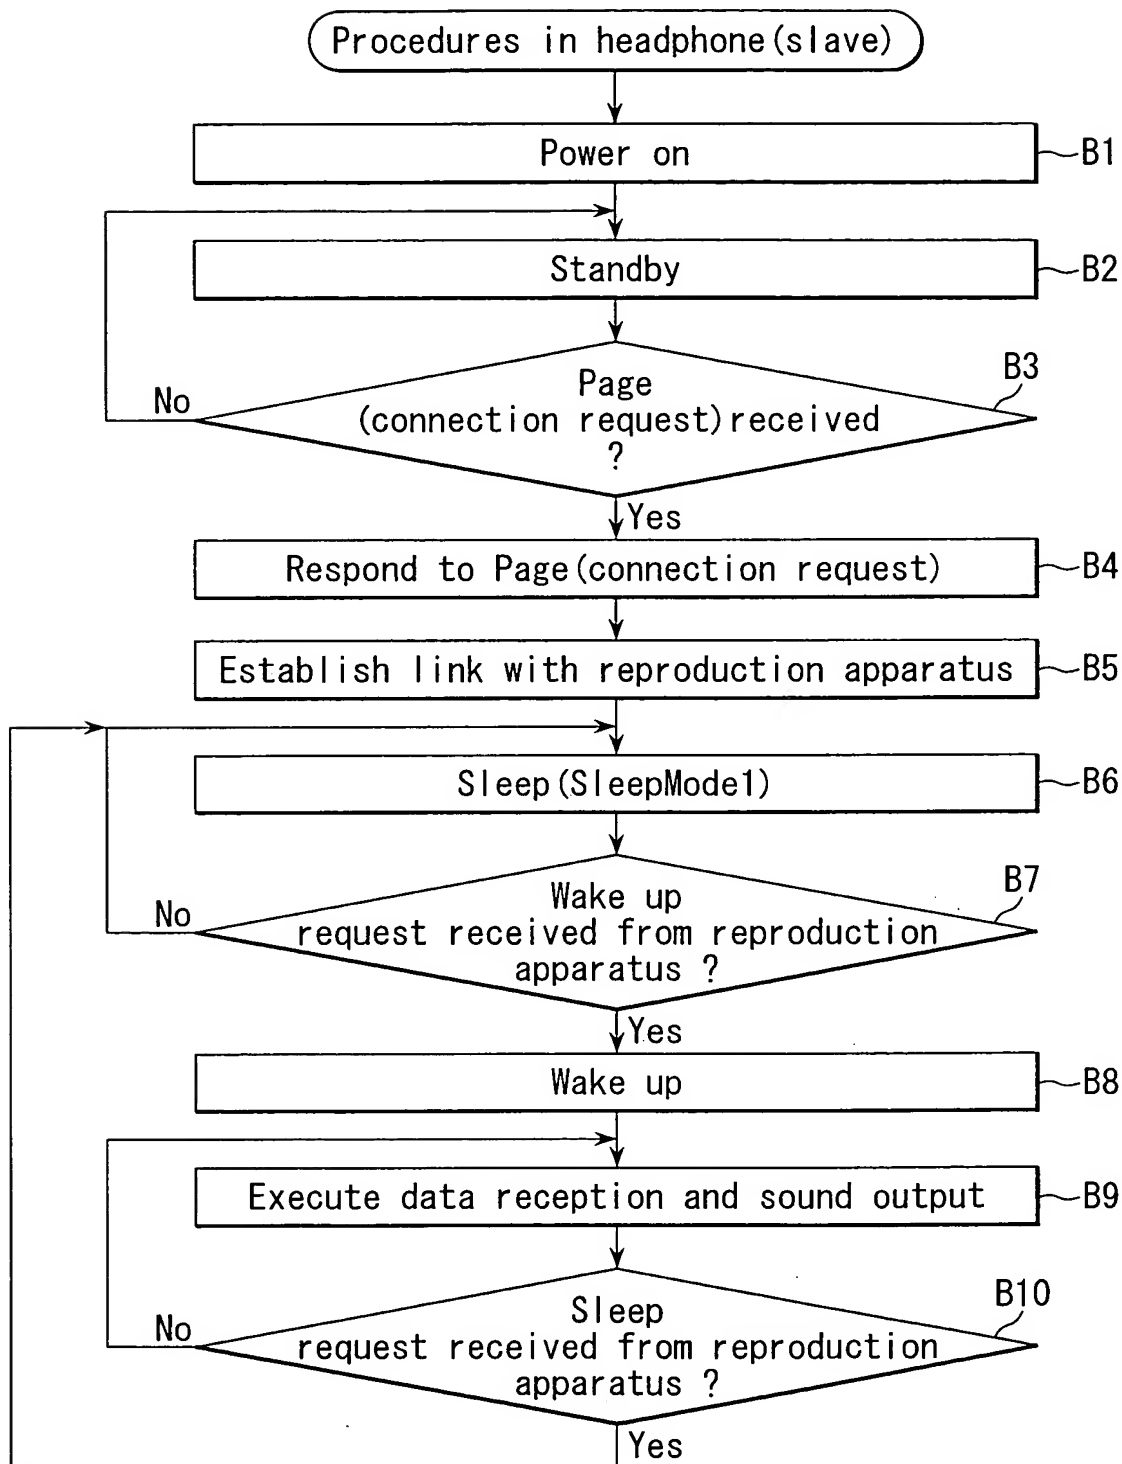 Procedures in headphone(slave)
Power on
B1
Standby
B2
B3
Page
No
(connection request)received
?
Yes
Respond to Page(connection request)
B4
Establish link with reproduction apparatus
B5
Sleep(SleepMode1)
B6
B7
Wake up
No
request received from reproduction
apparatus ?
Yes
Wake up
B8
Execute data reception and sound output
B9
B10
Sleep
No
request received from reproduction
apparatus ?
Yes